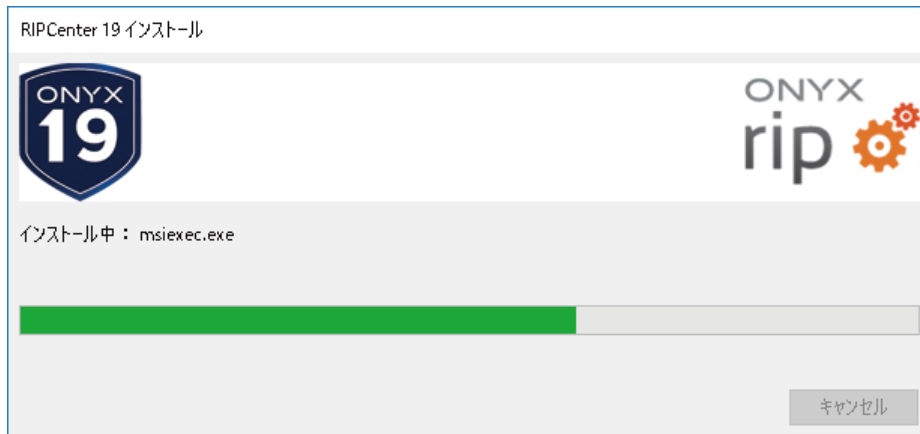 RIPCenter 19 インストール
ONYX
19
ONYX
rip
インストール中： msiexec.exe
キャンセル